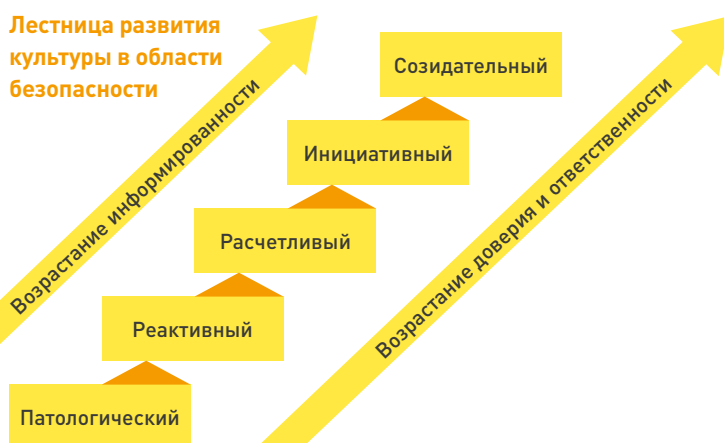 Лестница развития
культуры в области
безопасности
Возрастание информированности
Созидательный
Инициативный
Расчетливый
Реактивный
Патологический
Возрастание доверия и ответственности